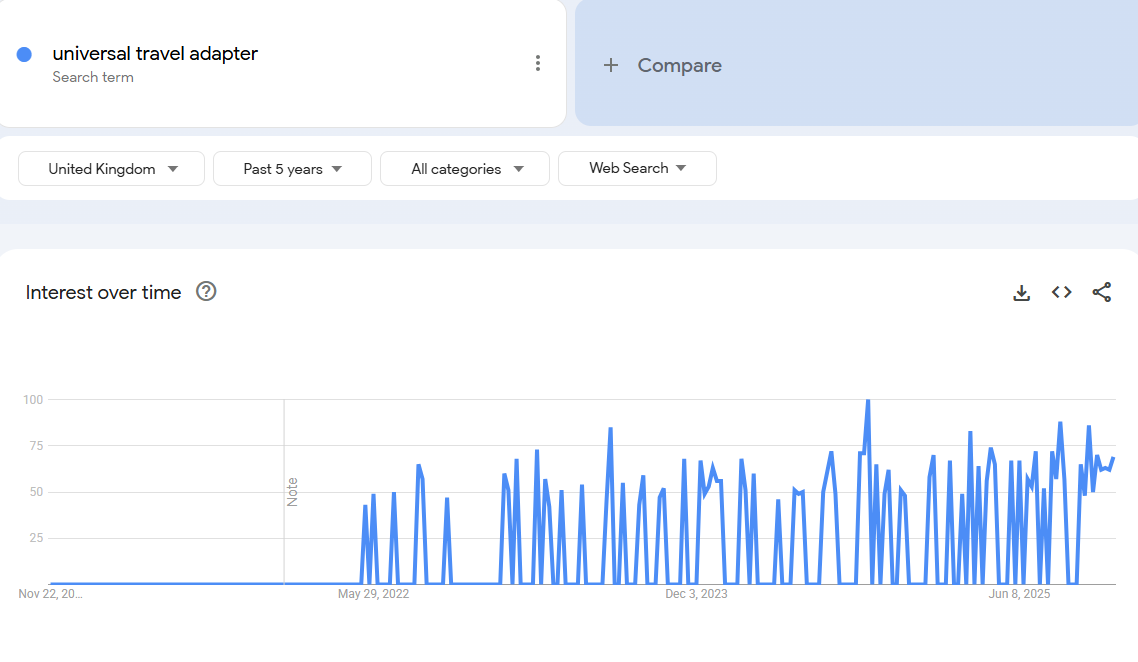 universal travel adapter
Search term
+ Compare
United Kingdom
Past 5 years
All categories
Web Search
Interest over time
100
75
50
25
Note
Nov 22, 20...
May 29, 2022
Dec 3, 2023
Jun 8, 2025